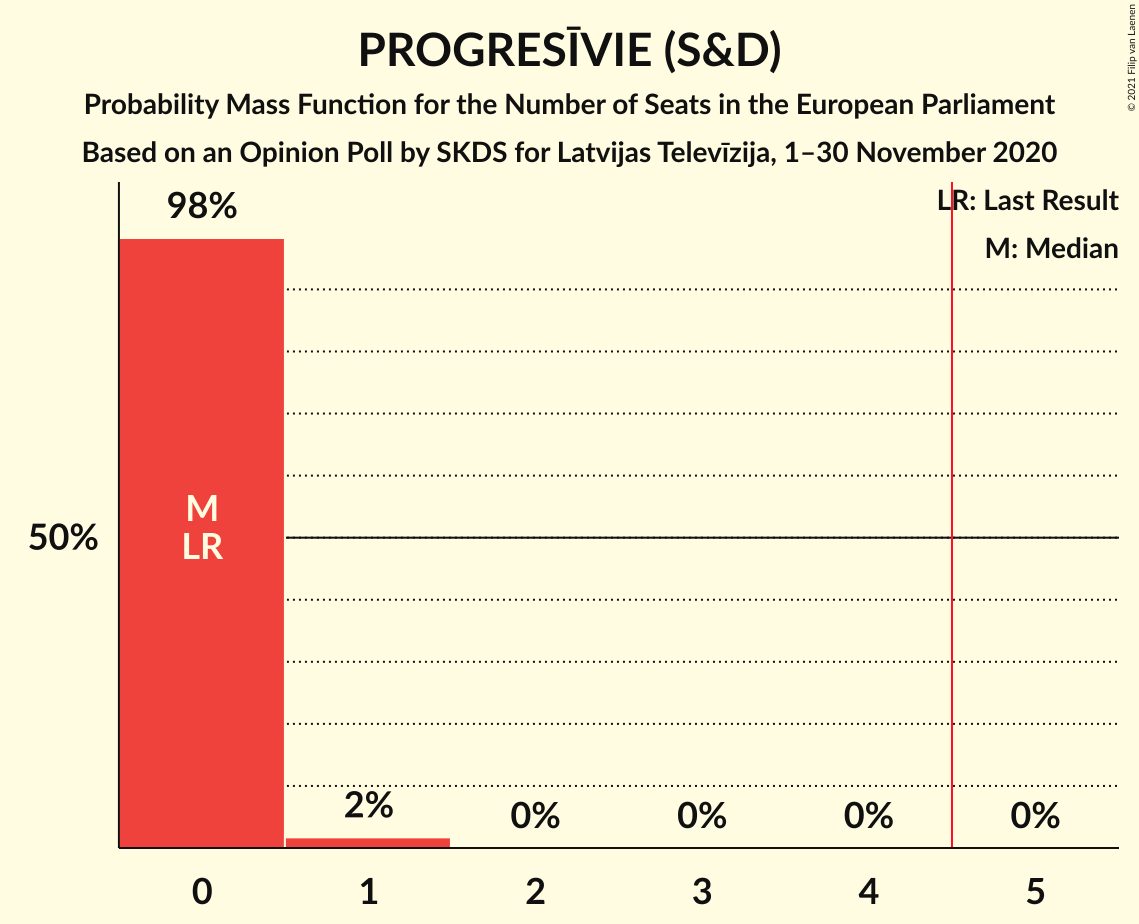 PROGRESĪVIE (S&D)
Probability Mass Function for the Number of Seats in the European Parliament
Based on an Opinion Poll by SKDS for Latvijas Televīzija, 1–30 November 2020
© 2021 Filip van Laenen
LR: Last Result
M: Median
98%
M
LR
50%
2%
0%
0%
0%
0%
0
1
2
3
4
5